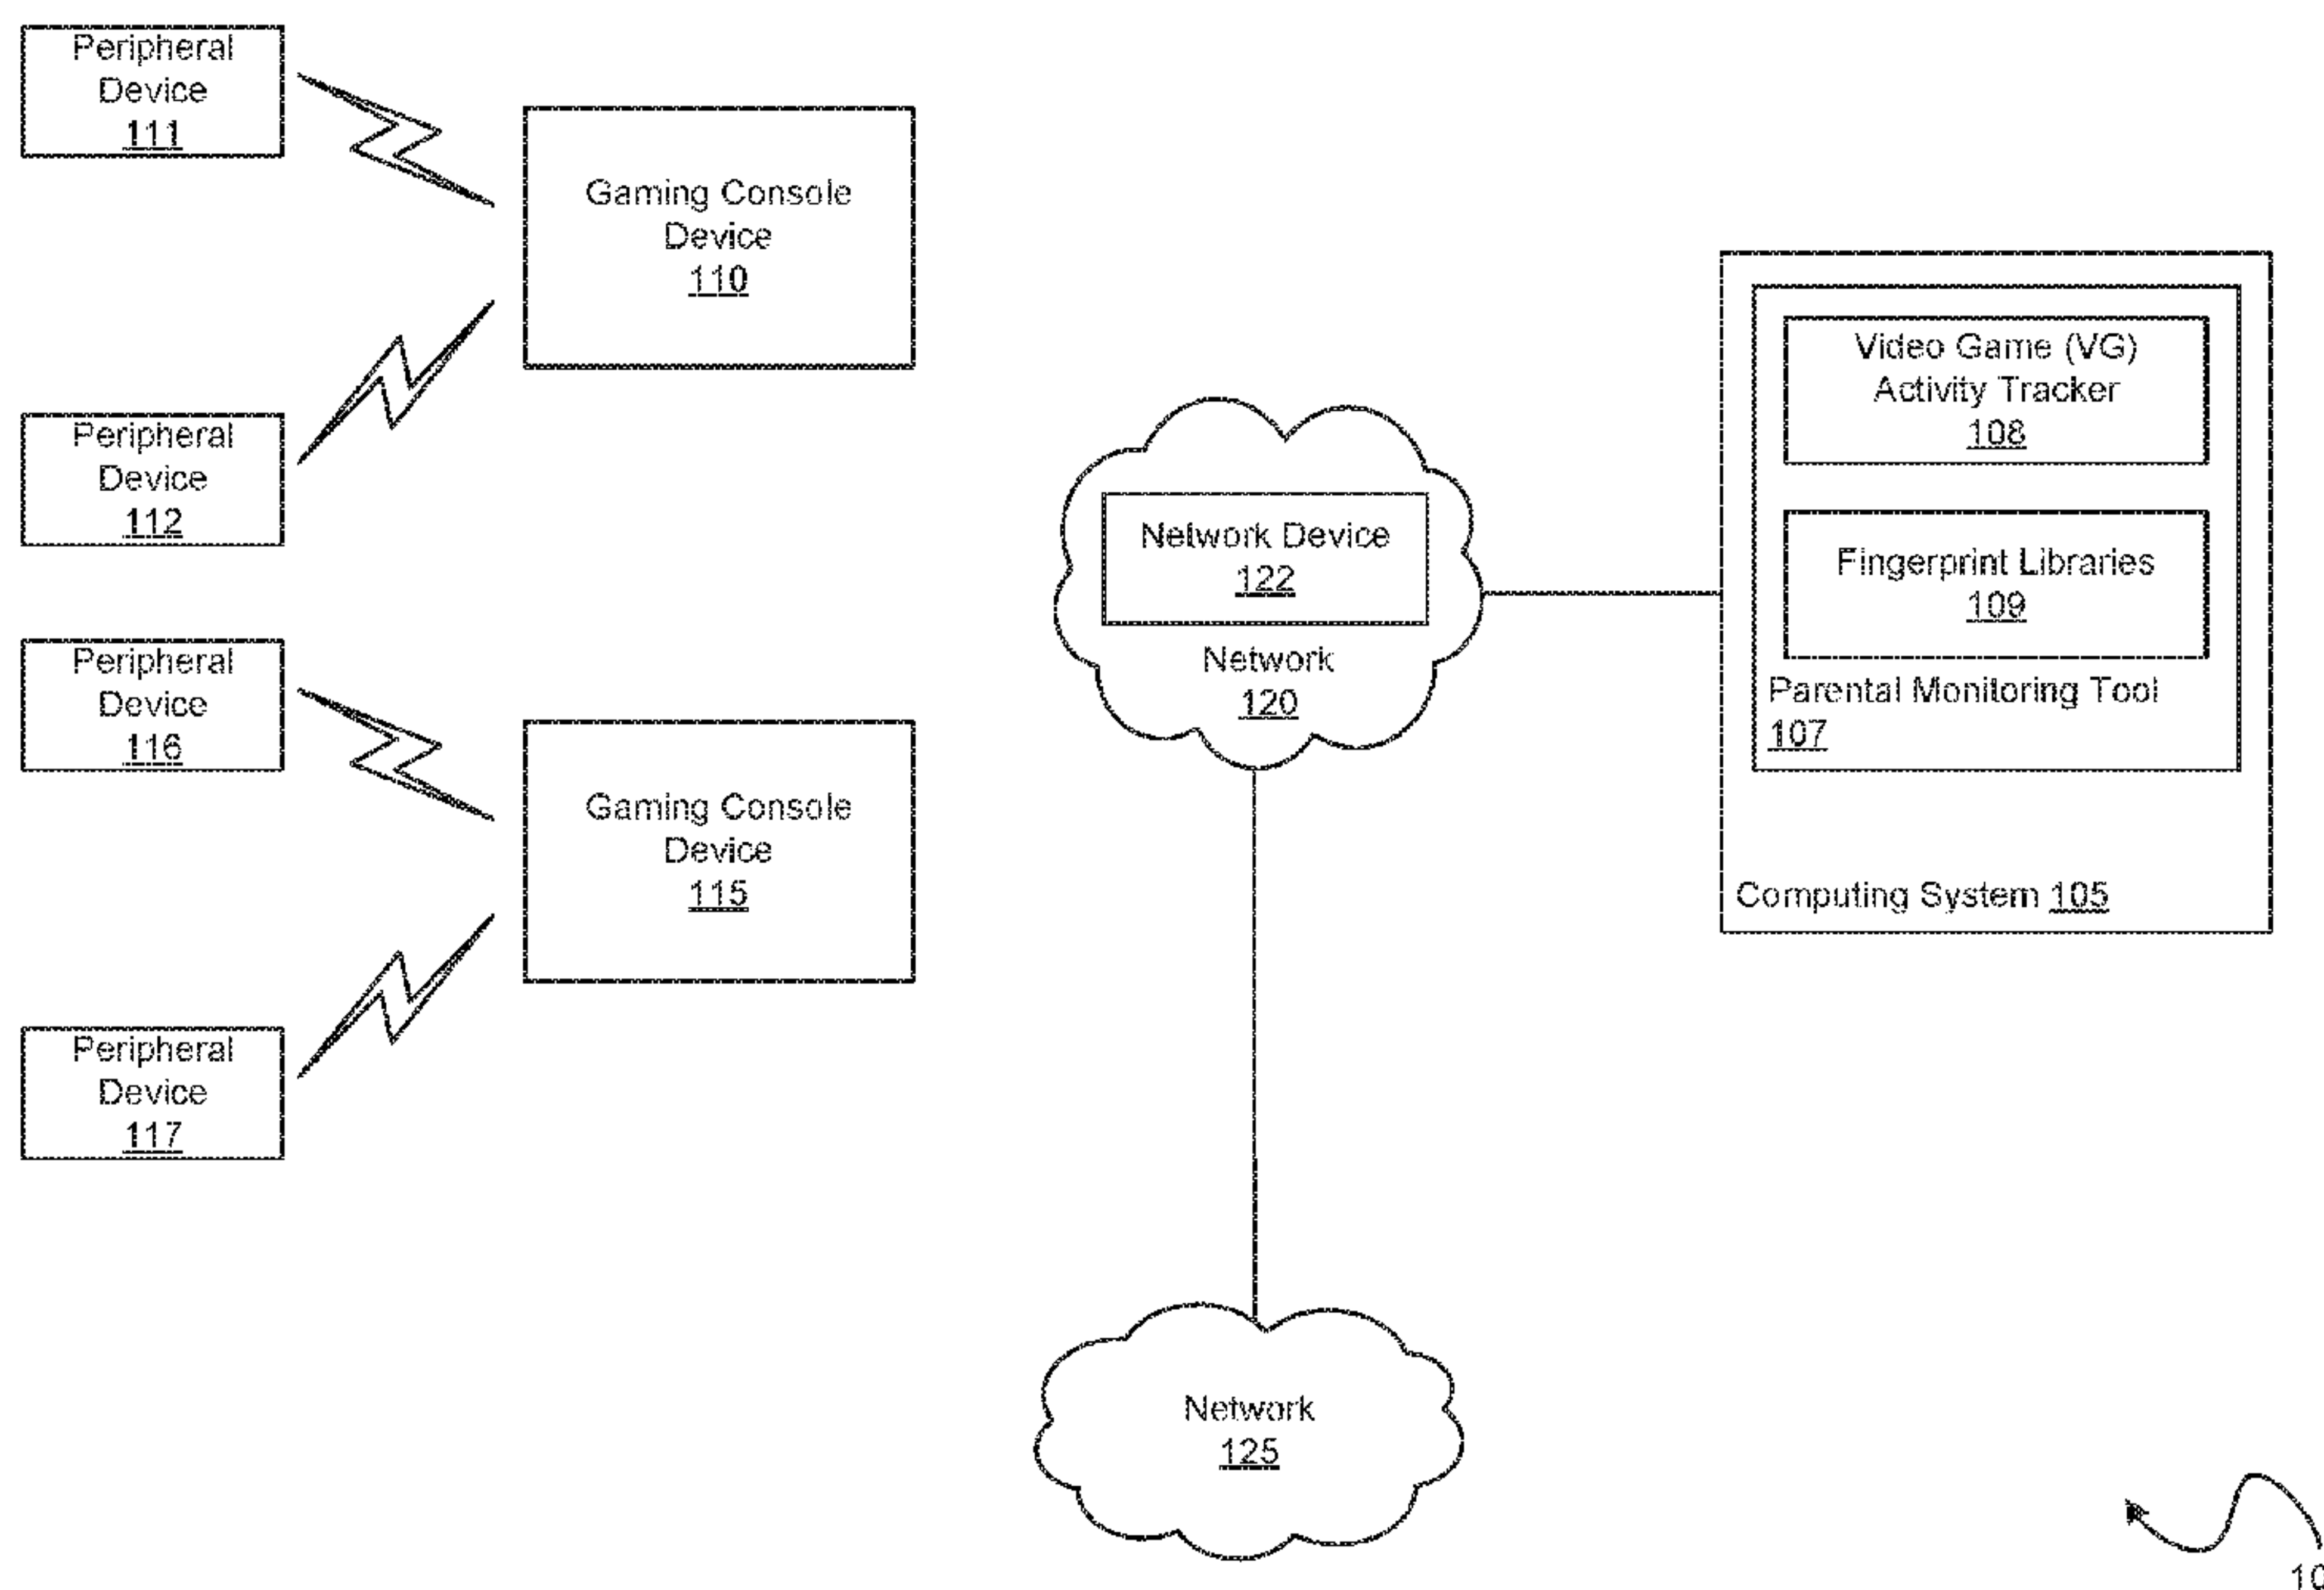 Peripheral
Device
111
Gaming Console
Device
110
Peripheral
Device
112
Peripheral
Device
116
Gaming Console
Device
115
Peripheral
Device
117
Network Device
122
Network
120
Video Game (VG)
Activity Tracker
108
Fingerprint Libraries
109
Parental Monitoring Tool
107
Computing System 105
Network
125
10